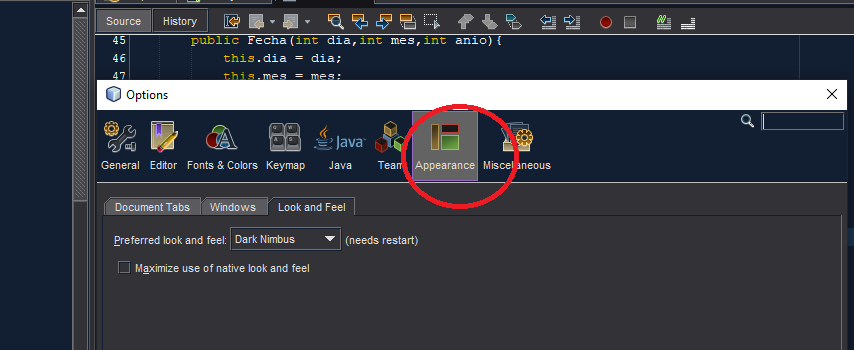 Source History
45 public Fecha(int dia,int mes,int anio){
46 this.dia = dia;
47 this.mes = mes;
Options
General Editor Fonts & Colors Keymap Java Team Appearance Miscellaneous
Document Tabs Windows Look and Feel
Preferred look and feel: Dark Nimbus (needs restart)
Maximize use of native look and feel